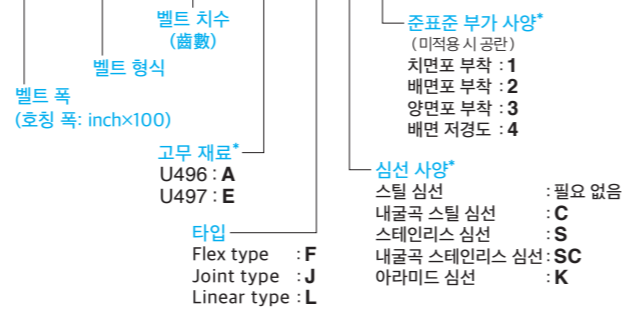 벨트 치수
(齒數)
벨트 형식
벨트 폭
(호칭 폭: inch×100)
고무 재료*
U496 : A
U497 : E
타입
Flex type : F
Joint type : J
Linear type : L
준표준 부가 사양*
(미적용 시 공란)
치면포 부착 : 1
배면포 부착 : 2
양면포 부착 : 3
배면 저경도 : 4
심선 사양*
스틸 심선 : 필요 없음
내굴곡 스틸 심선 : C
스테인리스 심선 : S
내굴곡 스테인리스 심선 : SC
아라미드 심선 : K